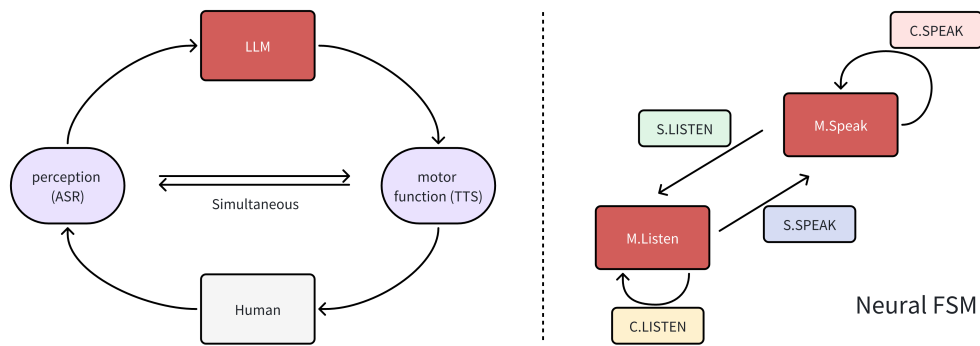 LLM
perception
(ASR)
motor
function (TTS)
Simultaneous
Human
C.SPEAK
M.Speak
S.LISTEN
M.Listen
S.SPEAK
C.LISTEN
Neural FSM